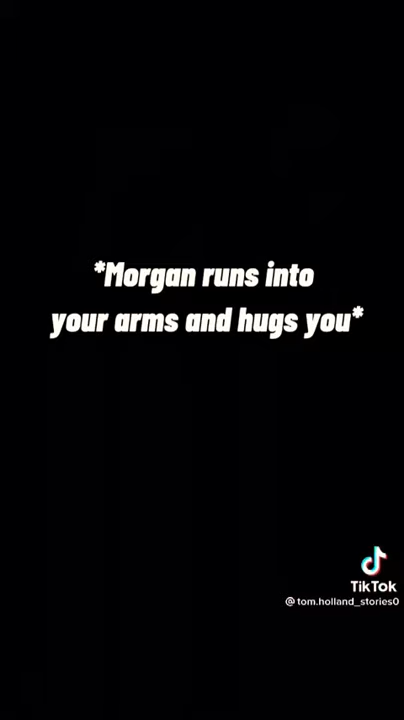 *Morgan runs into
your arms and hugs you*
TikTok
@tom.holland_stories0